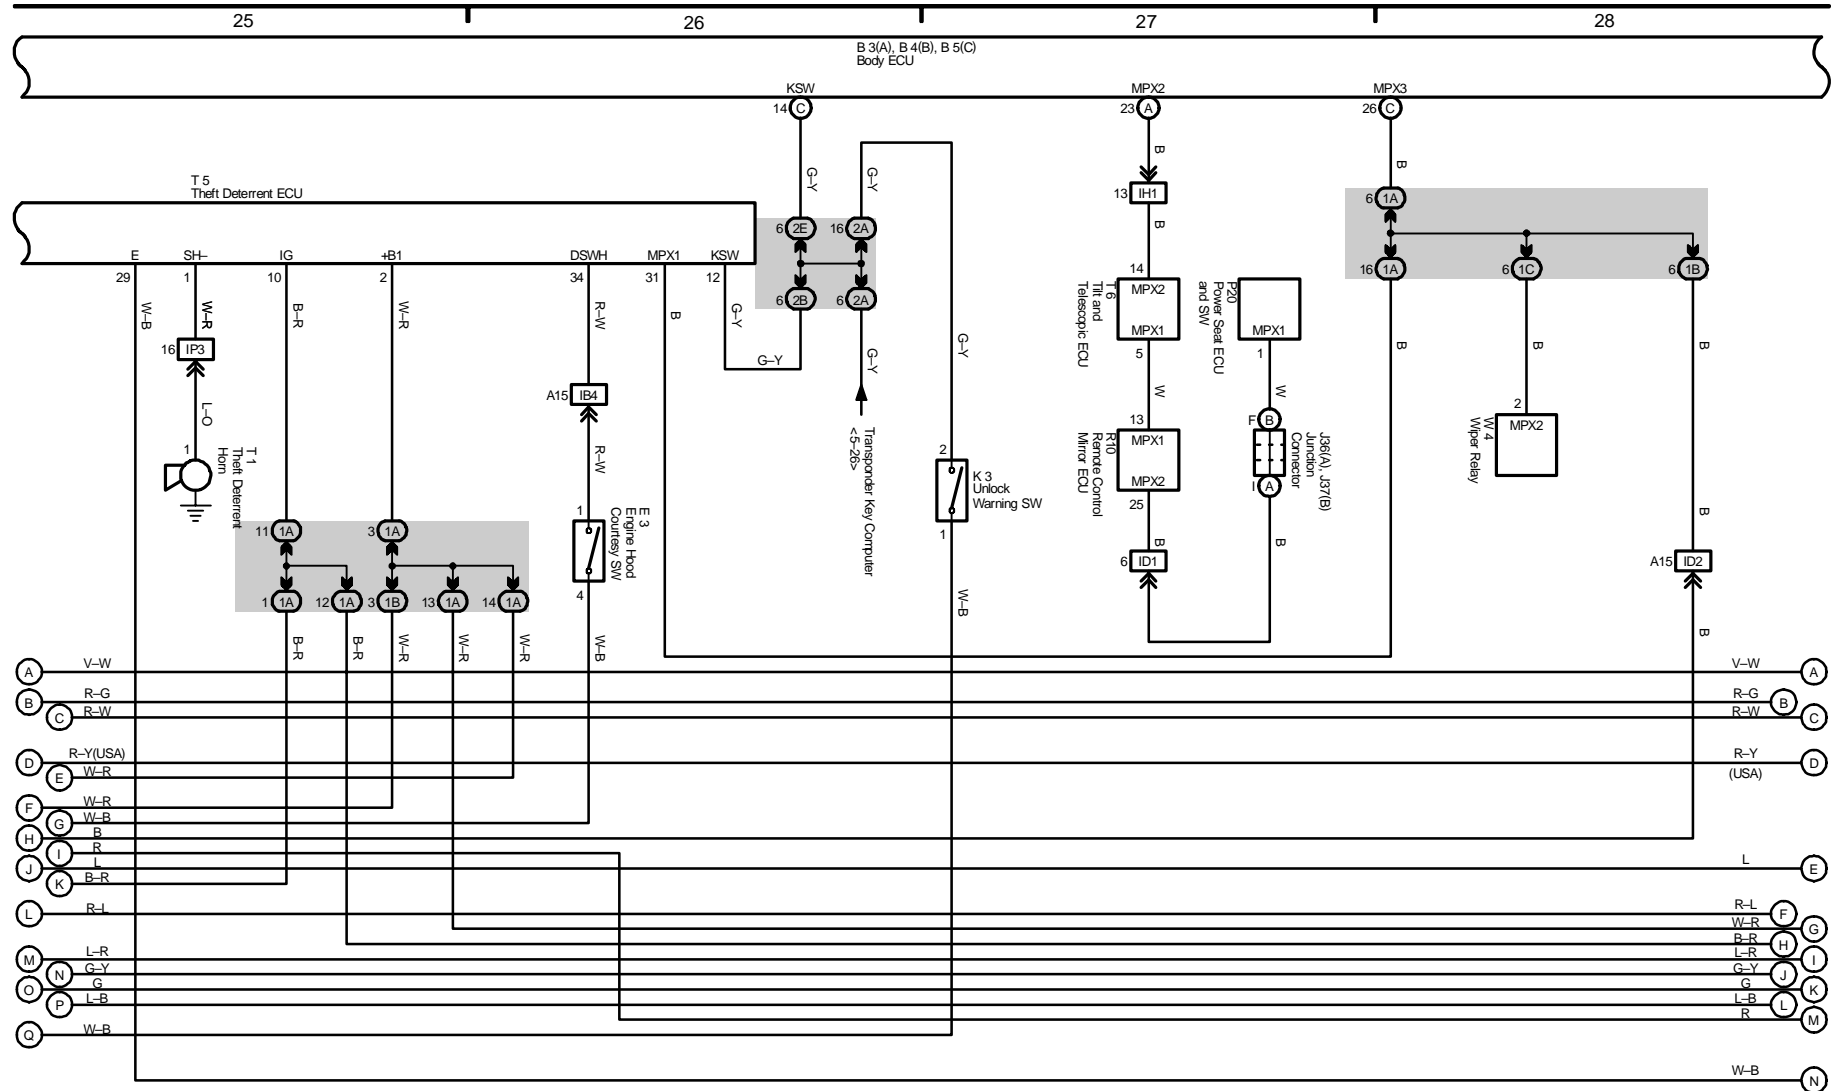 25
26
27
28
B 3(A), B 4(B), B 5(C)
Body ECU
KSW
MPX2
MPX3
14 C
23 A
26 C
G–Y
G–Y
B
B
T 5
Theft Deterrent ECU
13 IH1
6 1A
B
E
SH–
IG
+B1
DSWH
MPX1
KSW
6 2E
16 2A
29
1
10
2
34
31
12
6 2B
6 2A
14
16 1A
6 1C
6 1B
W–B
W–R
B–R
W–R
R–W
B
G–Y
G–Y
G–Y
G–Y
MPX2
MPX1
T 6
Tilt and
Telescopic ECU
P20
Power Seat ECU
and SW
MPX1
5
1
B
B
B
16 IP3
A15 IB4
L–O
R–W
W
W
1
T 1
Theft Deterrent
Horn
Transponder Key Computer
<5–26>
2
K 3
Unlock
Warning SW
1
13
MPX1
MPX2
R10
Remote Control
Mirror ECU
25
F B
I A
J36(A), J37(B)
Junction
Connector
2
MPX2
W 4
Wiper Relay
B
B
B
11 1A
3 1A
1
E 3
Engine Hood
Courtesy SW
4
6 ID1
A15 ID2
1 1A
12 1A
3 1B
13 1A
14 1A
B–R
B–R
W–R
W–R
W–R
W–B
W–B
B
A V–W V–W A
B R–G R–G B
C R–W R–W C
D R–Y(USA) R–Y D
(USA)
E W–R
F W–R
G W–B
H B
I R
J L L E
K B–R
L R–L R–L F
W–R G
B–R H
M L–R L–R I
N G–Y G–Y J
O G G K
P L–B L–B L
R M
Q W–B
W–B N